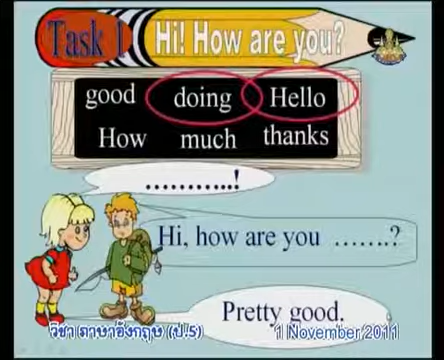 Task 1 Hi! How are you?
good doing Hello
How much thanks
............!
Hi, how are you .......?
Pretty good.
วิชา ภาษาอังกฤษ (ป.5) 1 November 2011